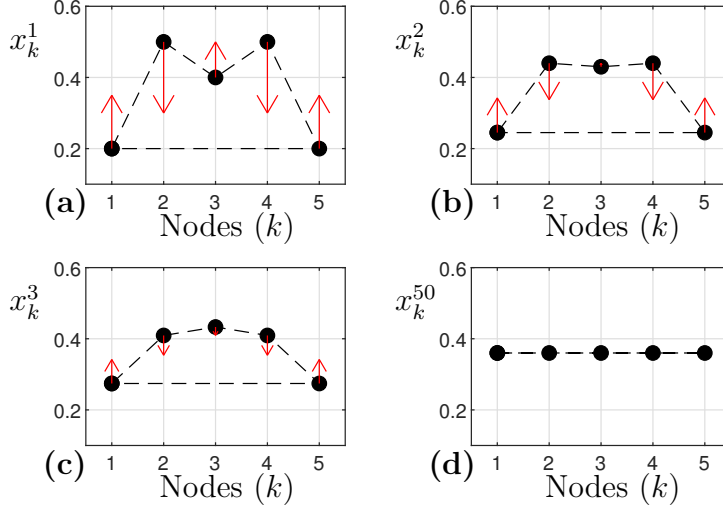 0.6
x_k^1
0.4
0.2
1 2 3 4 5
(a) Nodes (k)
0.6
x_k^2
0.4
0.2
1 2 3 4 5
(b) Nodes (k)
0.6
x_k^3
0.4
0.2
1 2 3 4 5
(c) Nodes (k)
0.6
x_k^{50}
0.4
0.2
1 2 3 4 5
(d) Nodes (k)